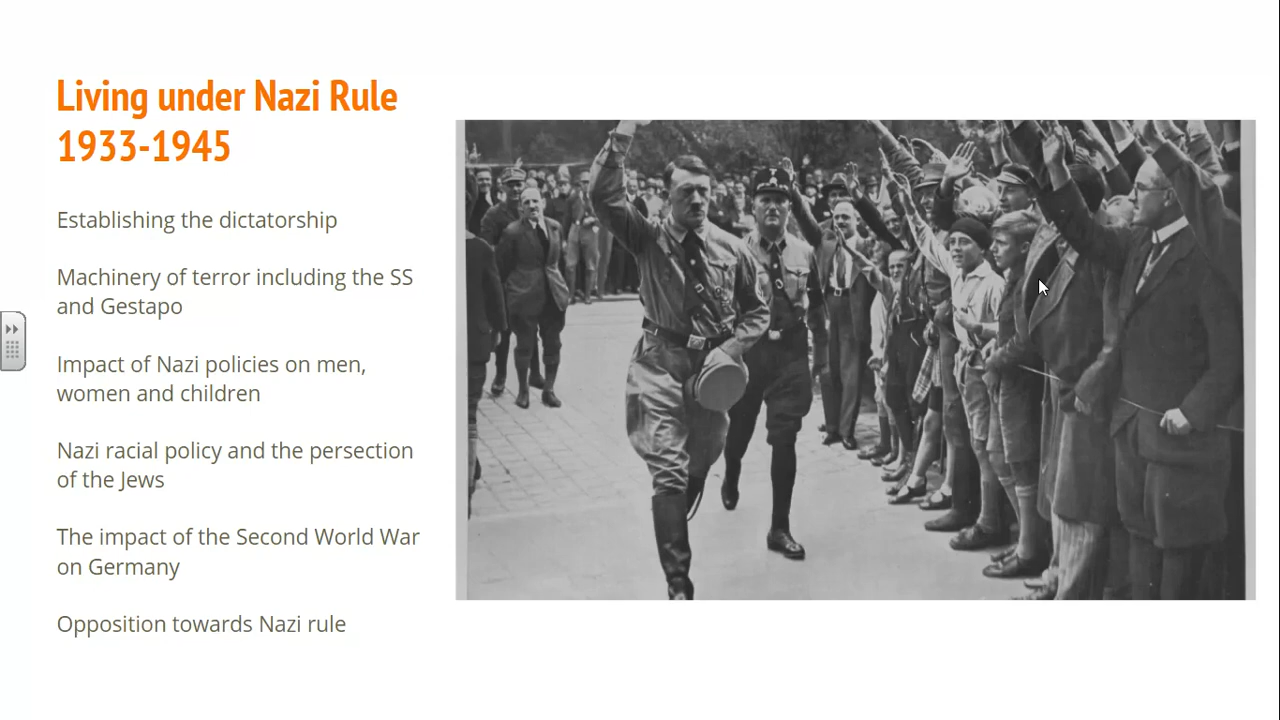 Living under Nazi Rule
1933-1945
Establishing the dictatorship
Machinery of terror including the SS
and Gestapo
Impact of Nazi policies on men,
women and children
Nazi racial policy and the persection
of the Jews
The impact of the Second World War
on Germany
Opposition towards Nazi rule